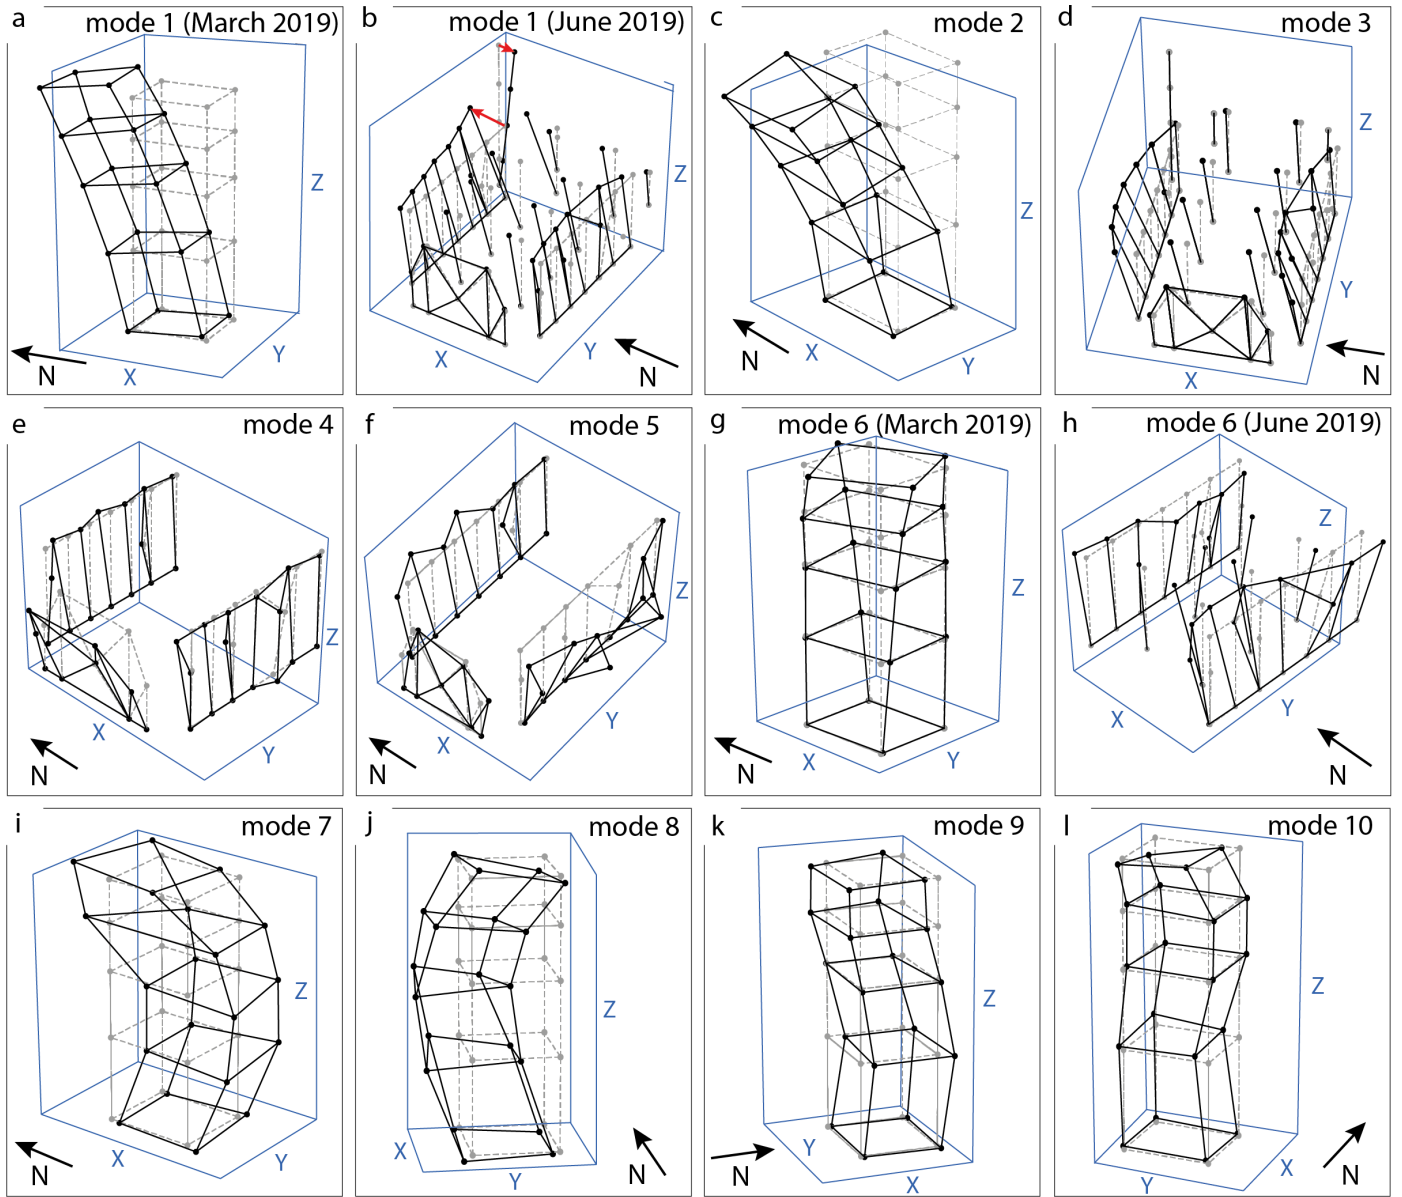 a mode 1 (March 2019)
Z
N
X
Y
b mode 1 (June 2019)
Z
X
Y
N
c mode 2
Z
N
X
Y
d mode 3
Z
Y
X
N
e mode 4
Z
X
Y
N
f mode 5
Z
Y
X
N
g mode 6 (March 2019)
Z
N
X
Y
h mode 6 (June 2019)
Z
X
Y
N
i mode 7
Z
N
X
Y
j mode 8
Z
X
Y
N
k mode 9
Z
N
Y
X
l mode 10
Z
Y
X
N